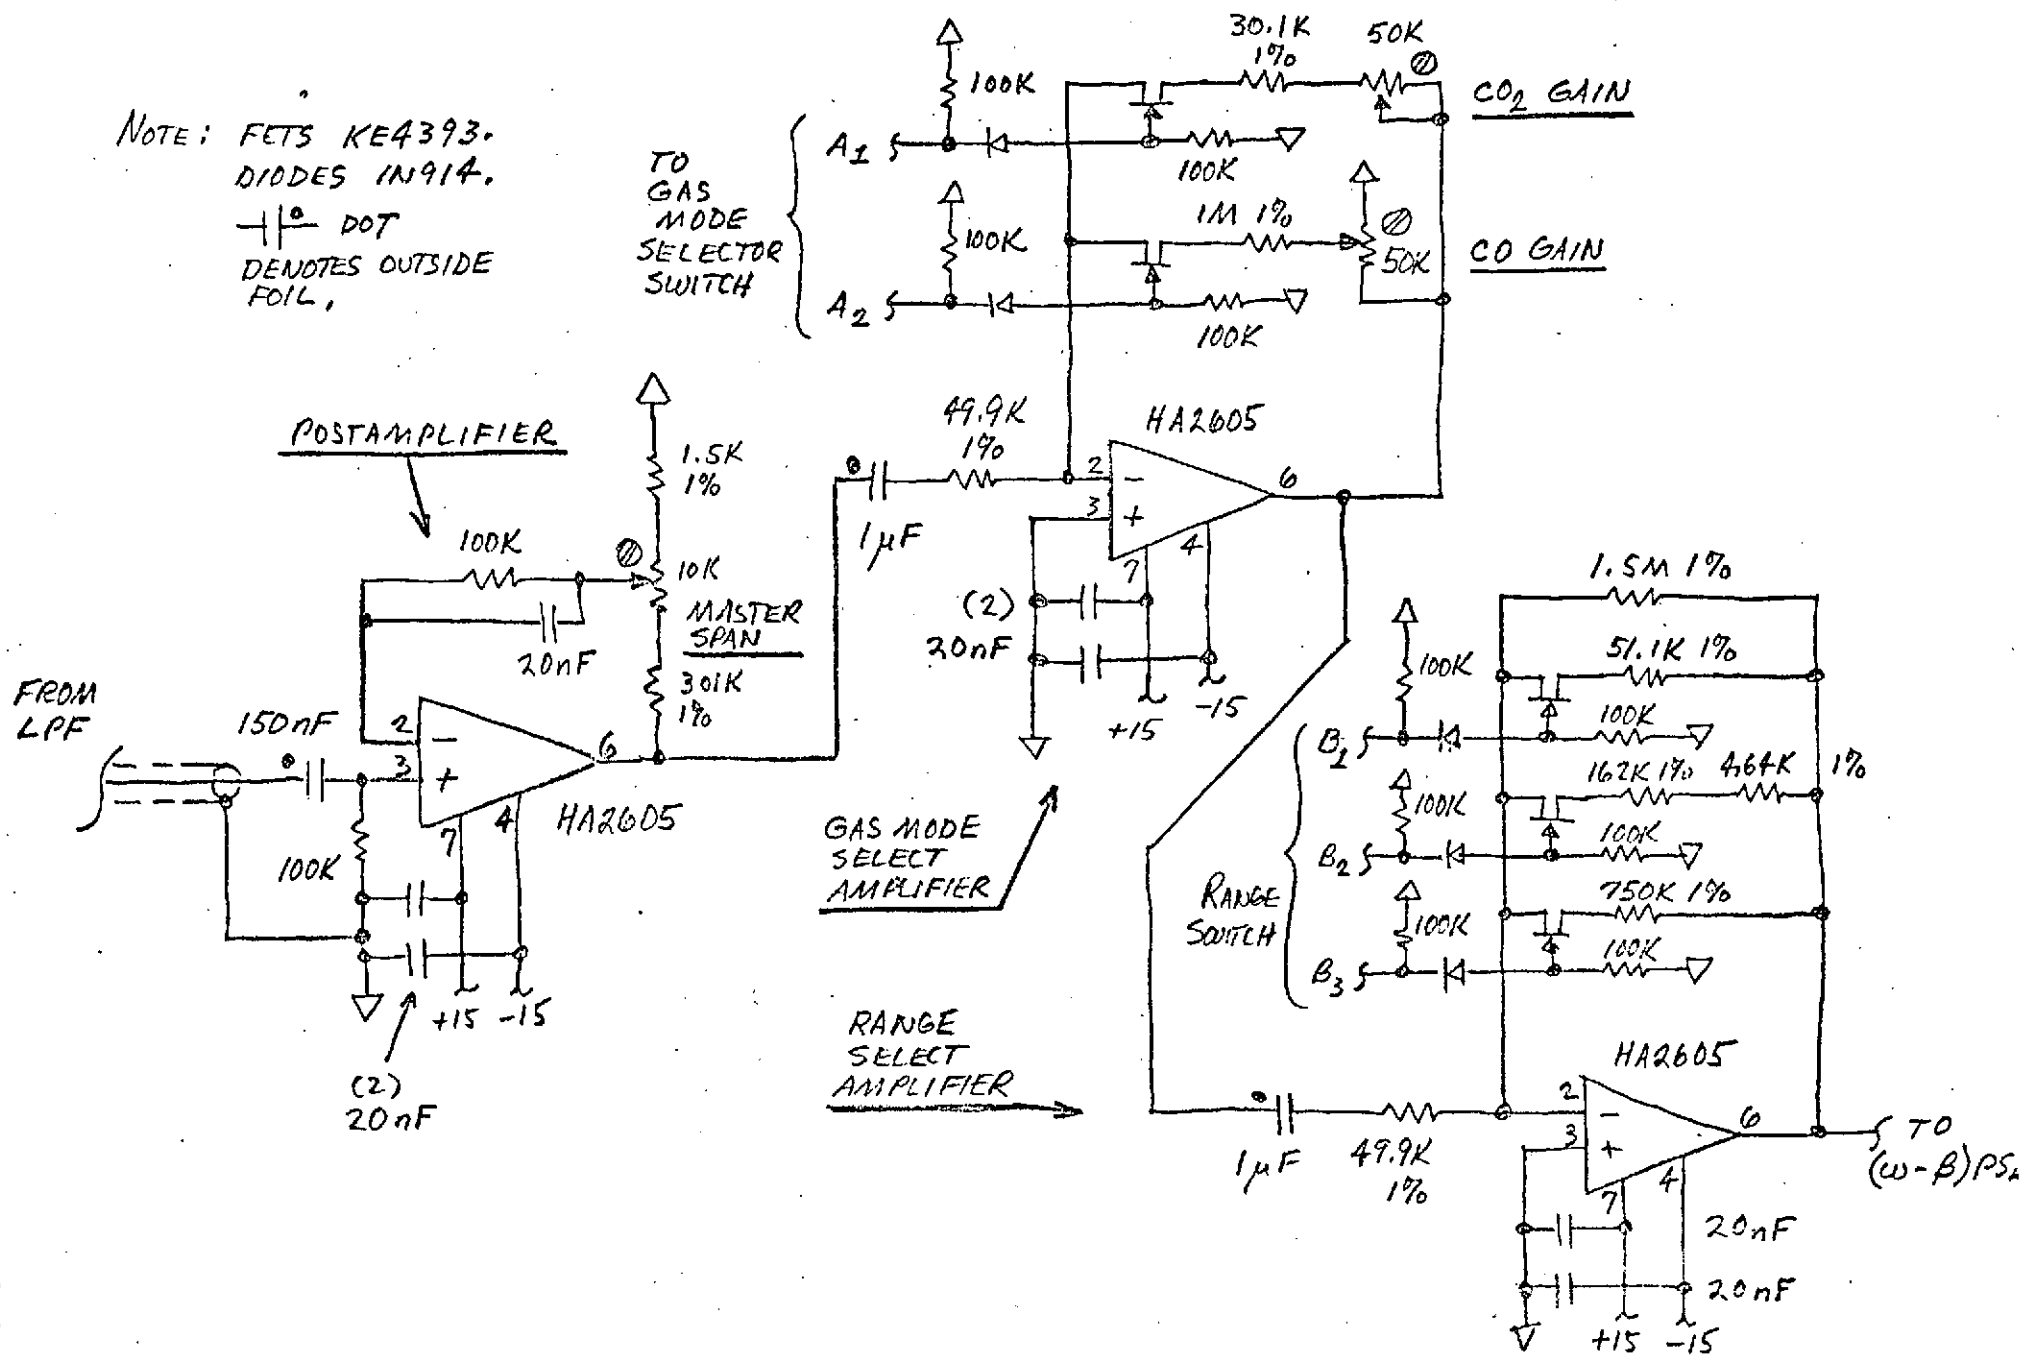 NOTE: FETS KE4393.
DIODES IN914.
DOT
DENOTES OUTSIDE
FOIL.
TO
GAS
MODE
SELECTOR
SWITCH
A1
A2
100K
100K
30.1K
1%
50K
CO2 GAIN
100K
1M 1%
50K
CO GAIN
100K
POSTAMPLIFIER
100K
20nF
1.5K
1%
10K
MASTER
SPAN
301K
1%
FROM
LPF
150nF
2
3
6
7
4
HA2605
100K
+15 -15
(2)
20nF
1µF
49.9K
1%
HA2605
2
3
6
7
4
(2)
20nF
+15
-15
GAS MODE
SELECT
AMPLIFIER
RANGE
SWITCH
B1
B2
B3
1.5M 1%
100K
51.1K 1%
100K
100K
162K 1%
4.64K 1%
100K
100K
750K 1%
100K
RANGE
SELECT
AMPLIFIER
1µF
49.9K
1%
HA2605
2
3
6
7
4
20nF
20nF
+15 -15
TO